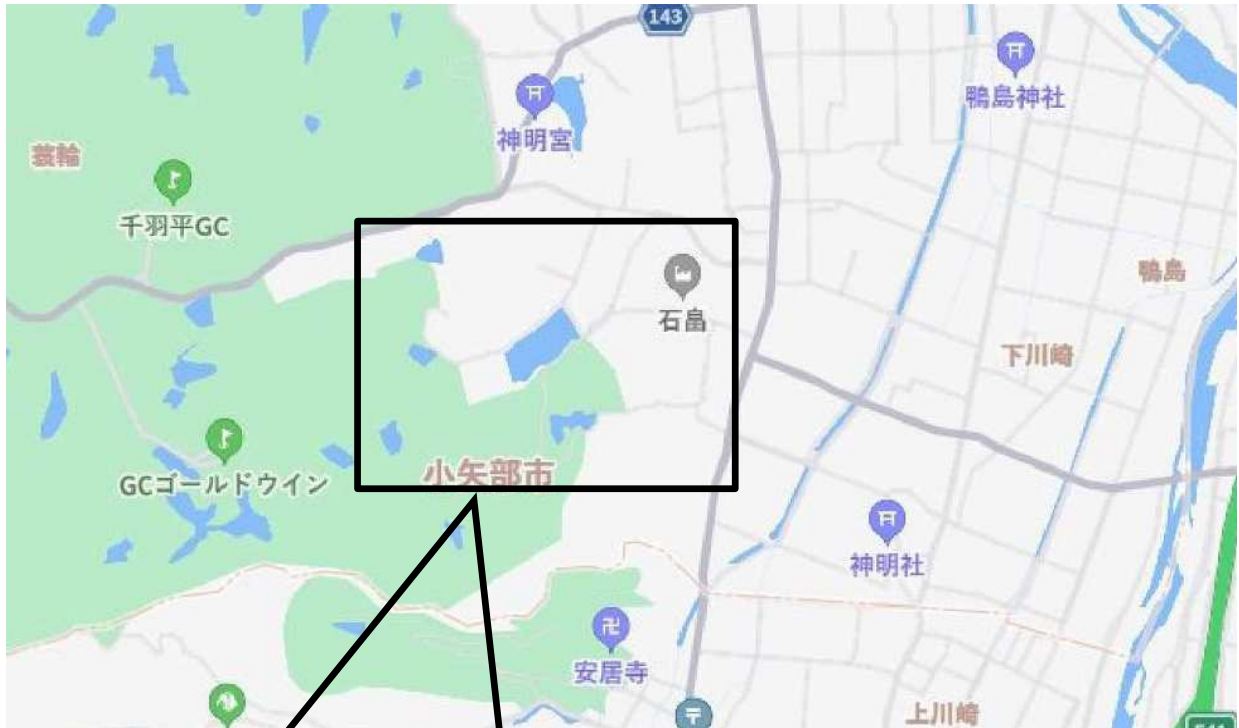 143
鴨島神社
神明宮
蓑輪
千羽平GC
鴨島
石畠
下川崎
小矢部市
GCゴールドウイン
神明社
安居寺
上川崎